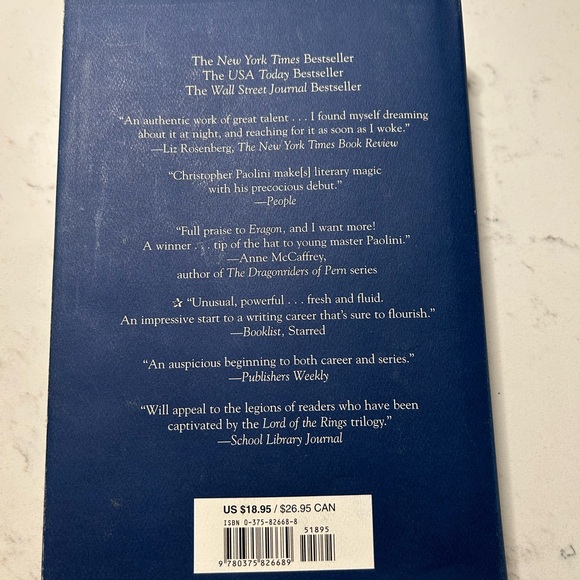 The New York Times Bestseller
The USA Today Bestseller
The Wall Street Journal Bestseller
“An authentic work of great talent . . . I found myself dreaming
about it at night, and reaching for it as soon as I woke.”
—Liz Rosenberg, The New York Times Book Review
“Christopher Paolini make[s] literary magic
with his precocious debut.”
—People
“Full praise to Eragon, and I want more!
A winner . . . tip of the hat to young master Paolini.”
—Anne McCaffrey,
author of The Dragonriders of Pern series
☆ “Unusual, powerful . . . fresh and fluid.
An impressive start to a writing career that's sure to flourish.”
—Booklist, Starred
“An auspicious beginning to both career and series.”
—Publishers Weekly
“Will appeal to the legions of readers who have been
captivated by the Lord of the Rings trilogy.”
—School Library Journal
US $18.95 / $26.95 CAN
ISBN 0-375-82668-8
51895
9 780375 826689